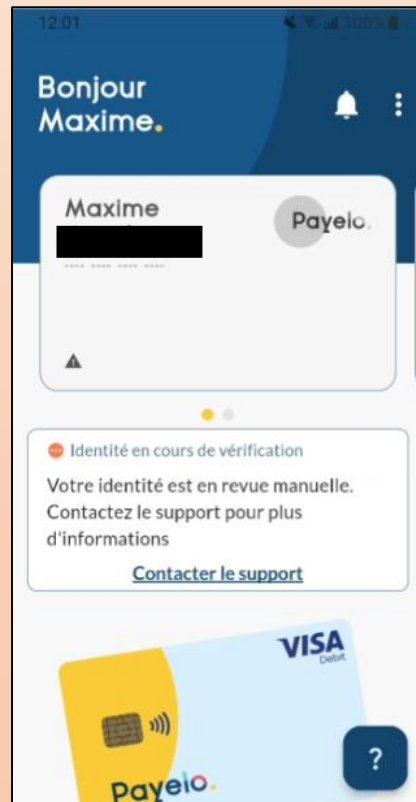 12:01
100%
Bonjour
Maxime.
Maxime
Payelo.
Identité en cours de vérification
Votre identité est en revue manuelle.
Contactez le support pour plus
d'informations
Contacter le support
VISA
Debit
Payelo.
?